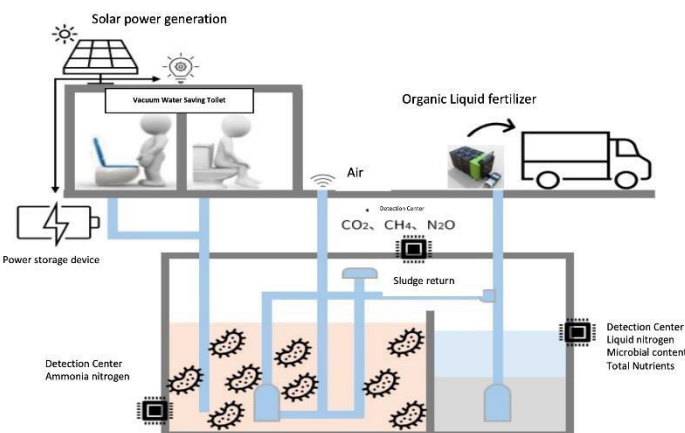 Solar power generation
Vacuum Water Saving Toilet
Organic Liquid fertilizer
Air
Detection Center
CO2、CH4、N2O
Power storage device
Sludge return
Detection Center
Liquid nitrogen
Microbial content
Total Nutrients
Detection Center
Ammonia nitrogen